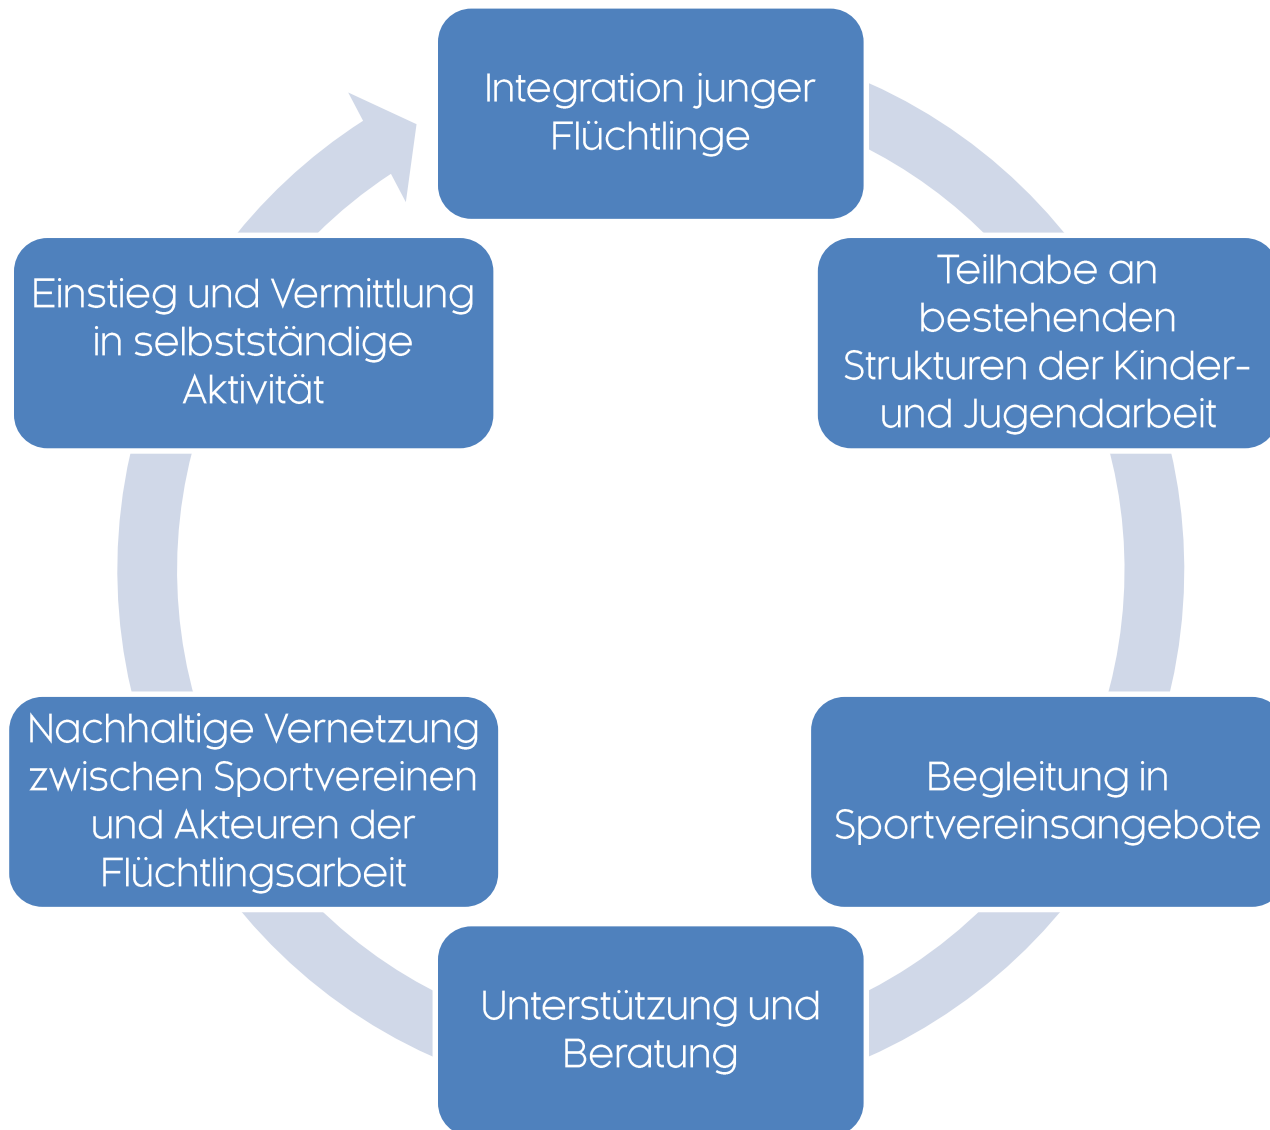 Integration junger
Flüchtlinge
Teilhabe an
bestehenden
Strukturen der Kinder-
und Jugendarbeit
Begleitung in
Sportvereinsangebote
Unterstützung und
Beratung
Nachhaltige Vernetzung
zwischen Sportvereinen
und Akteuren der
Flüchtlingsarbeit
Einstieg und Vermittlung
in selbstständige
Aktivität